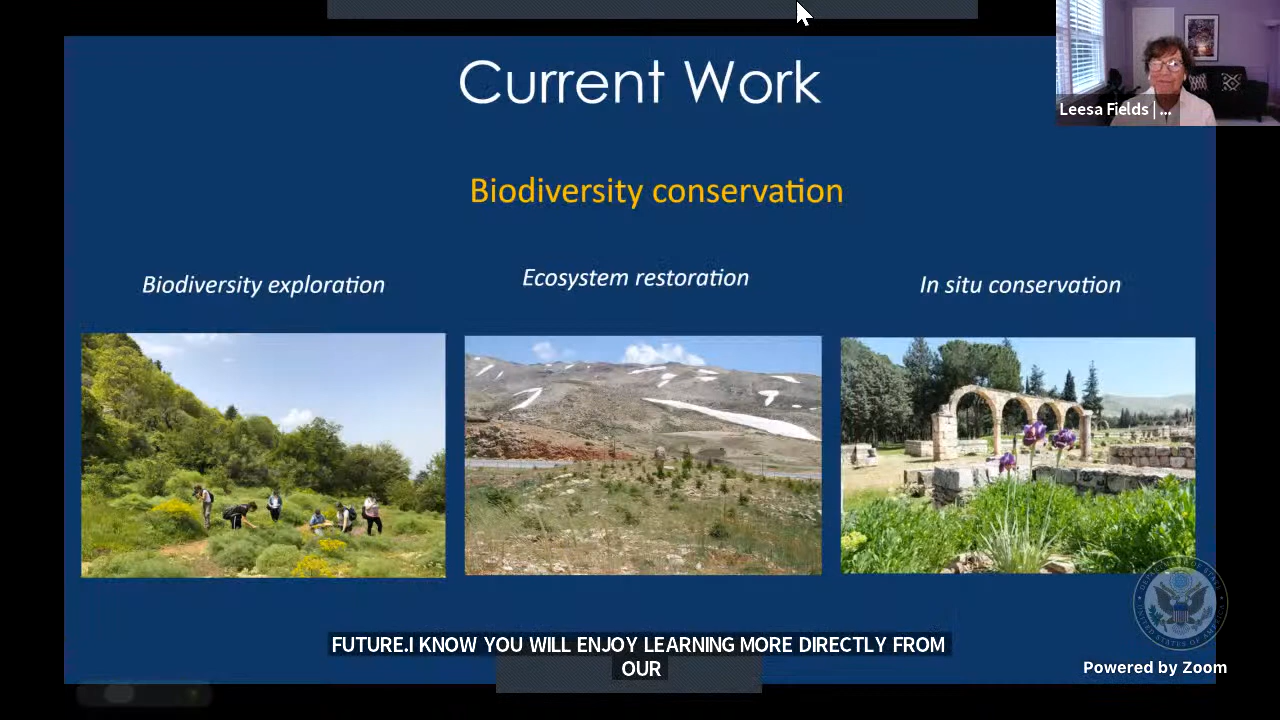 Current Work
Leesa Fields | ...
Biodiversity conservation
Biodiversity exploration
Ecosystem restoration
In situ conservation
FUTURE.I KNOW YOU WILL ENJOY LEARNING MORE DIRECTLY FROM
OUR
Powered by Zoom